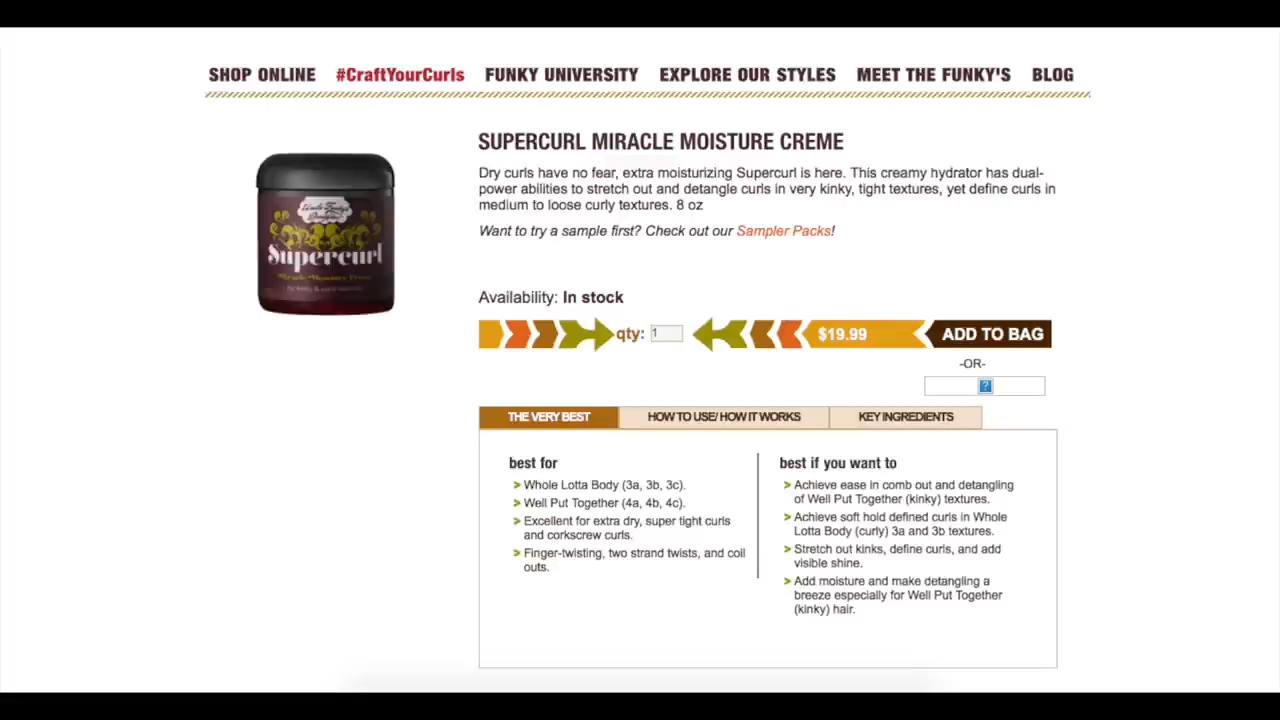 SHOP ONLINE #CraftYourCurls FUNKY UNIVERSITY EXPLORE OUR STYLES MEET THE FUNKY'S BLOG
SUPERCURL MIRACLE MOISTURE CREME
Dry curls have no fear, extra moisturizing Supercurl is here. This creamy hydrator has dual-
power abilities to stretch out and detangle curls in very kinky, tight textures, yet define curls in
medium to loose curly textures. 8 oz
Want to try a sample first? Check out our Sampler Packs!
Uncle Funky's
Daughter
Supercurl
Miracle Moisture Creme
Availability: In stock
qty: 1 $19.99 ADD TO BAG
-OR-
?
THE VERY BEST HOW TO USE/ HOW IT WORKS KEY INGREDIENTS
best for
> Whole Lotta Body (3a, 3b, 3c).
> Well Put Together (4a, 4b, 4c).
> Excellent for extra dry, super tight curls
and corkscrew curls.
> Finger-twisting, two strand twists, and coil
outs.
best if you want to
> Achieve ease in comb out and detangling
of Well Put Together (kinky) textures.
> Achieve soft hold defined curls in Whole
Lotta Body (curly) 3a and 3b textures.
> Stretch out kinks, define curls, and add
visible shine.
> Add moisture and make detangling a
breeze especially for Well Put Together
(kinky) hair.